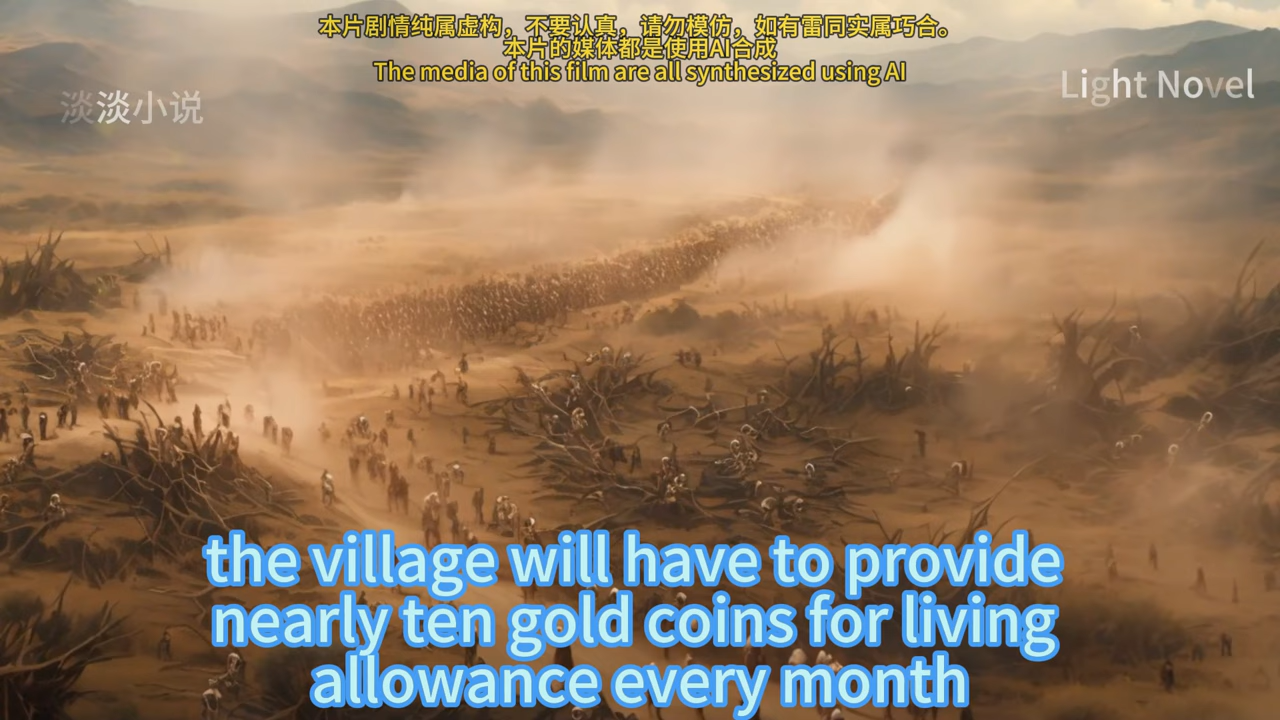 本片剧情纯属虚构，不要认真，请勿模仿，如有雷同实属巧合。
本片的媒体都是使用AI合成
The media of this film are all synthesized using AI
淡淡小说
Light Novel
the village will have to provide
nearly ten gold coins for living
allowance every month